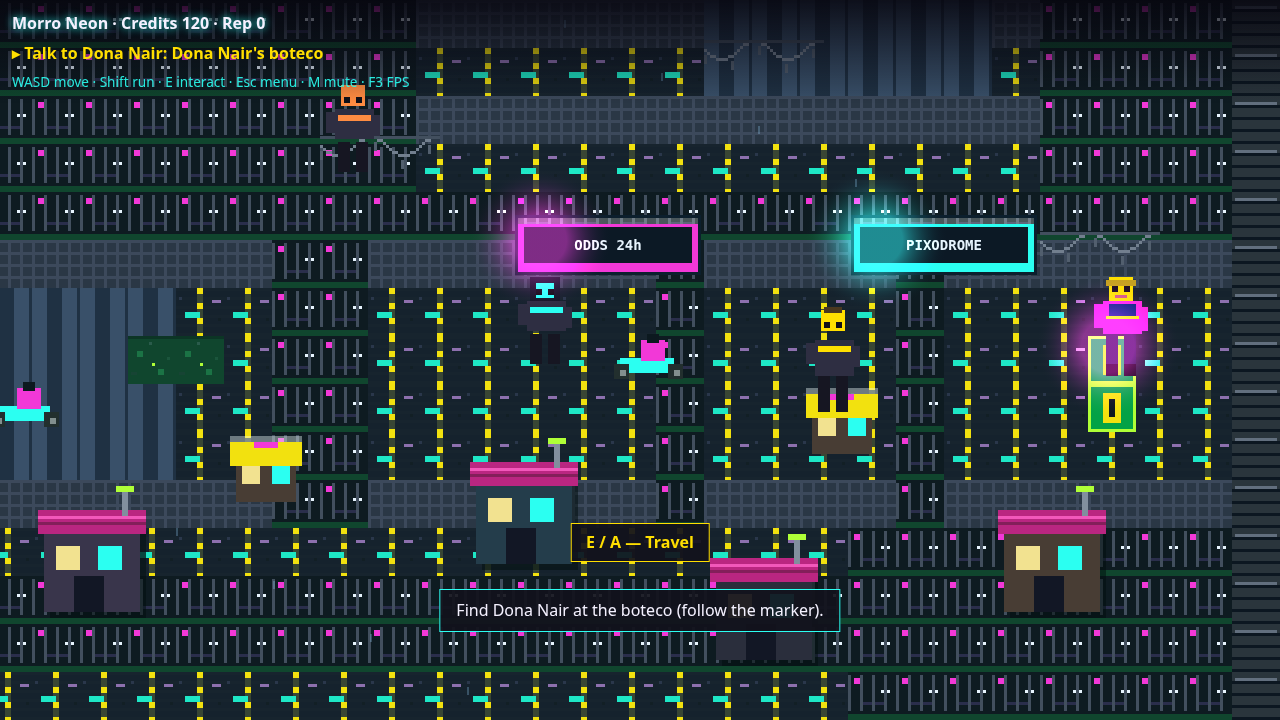 Morro Neon · Credits 120 · Rep 0
▸ Talk to Dona Nair: Dona Nair's boteco
WASD move · Shift run · E interact · Esc menu · M mute · F3 FPS
ODDS 24h
PIXODROME
E / A — Travel
Find Dona Nair at the boteco (follow the marker).